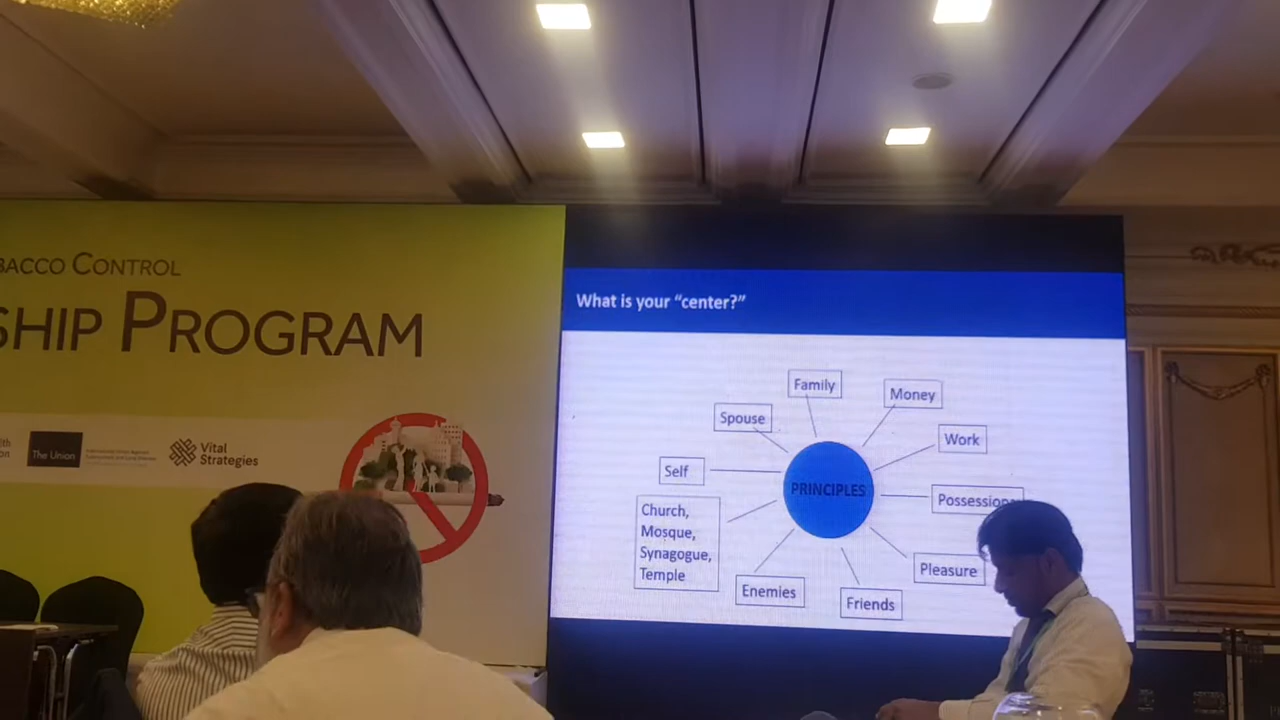 BACCO CONTROL
SHIP PROGRAM
The Union
Vital
Strategies
What is your “center?”
Family
Money
Spouse
Work
Self
PRINCIPLES
Possession
Church,
Mosque,
Synagogue,
Temple
Pleasure
Enemies
Friends